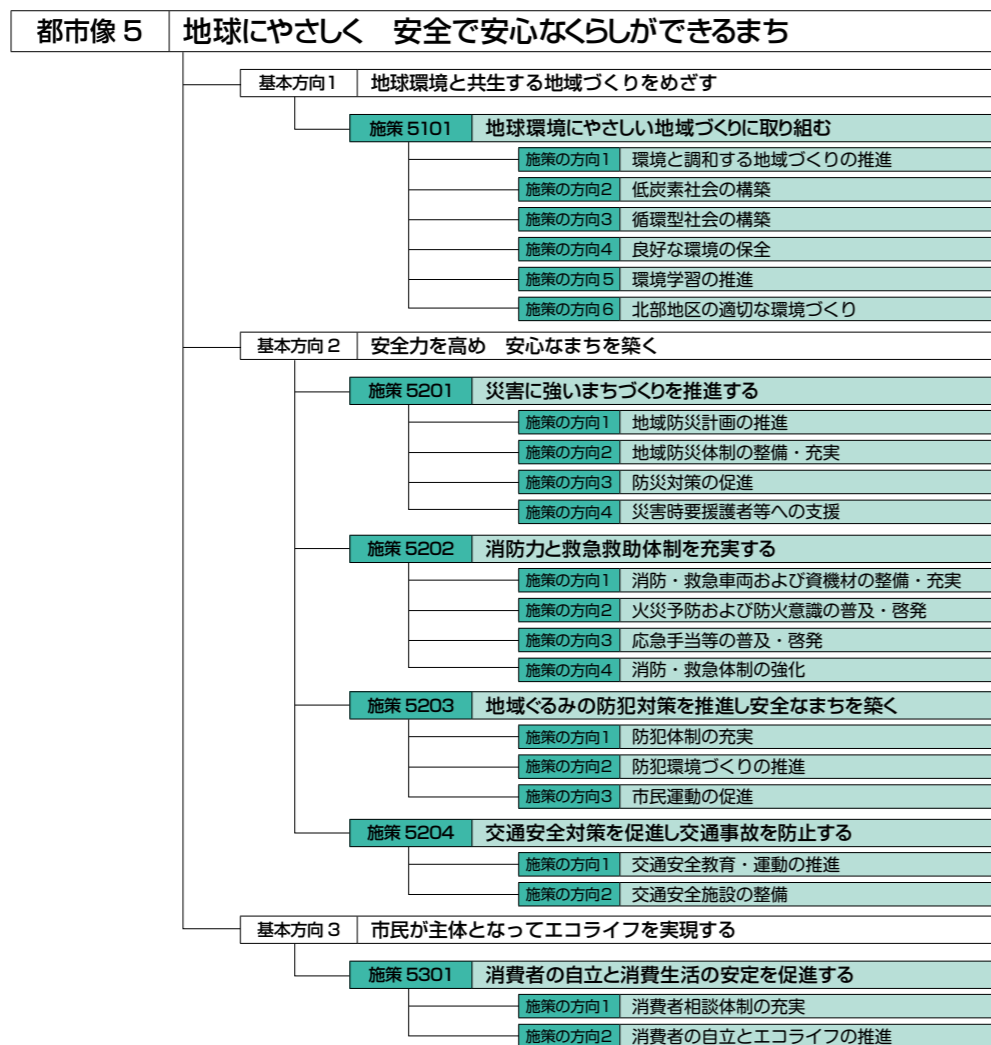 都市像5 地球にやさしく 安全で安心なくらしができるまち
基本方向1 地球環境と共生する地域づくりをめざす
施策5101 地球環境にやさしい地域づくりに取り組む
施策の方向1 環境と調和する地域づくりの推進
施策の方向2 低炭素社会の構築
施策の方向3 循環型社会の構築
施策の方向4 良好な環境の保全
施策の方向5 環境学習の推進
施策の方向6 北部地区の適切な環境づくり
基本方向2 安全力を高め 安心なまちを築く
施策5201 災害に強いまちづくりを推進する
施策の方向1 地域防災計画の推進
施策の方向2 地域防災体制の整備・充実
施策の方向3 防災対策の促進
施策の方向4 災害時要援護者等への支援
施策5202 消防力と救急救助体制を充実する
施策の方向1 消防・救急車両および資機材の整備・充実
施策の方向2 火災予防および防火意識の普及・啓発
施策の方向3 応急手当等の普及・啓発
施策の方向4 消防・救急体制の強化
施策5203 地域ぐるみの防犯対策を推進し安全なまちを築く
施策の方向1 防犯体制の充実
施策の方向2 防犯環境づくりの推進
施策の方向3 市民運動の促進
施策5204 交通安全対策を促進し交通事故を防止する
施策の方向1 交通安全教育・運動の推進
施策の方向2 交通安全施設の整備
基本方向3 市民が主体となってエコライフを実現する
施策5301 消費者の自立と消費生活の安定を促進する
施策の方向1 消費者相談体制の充実
施策の方向2 消費者の自立とエコライフの推進